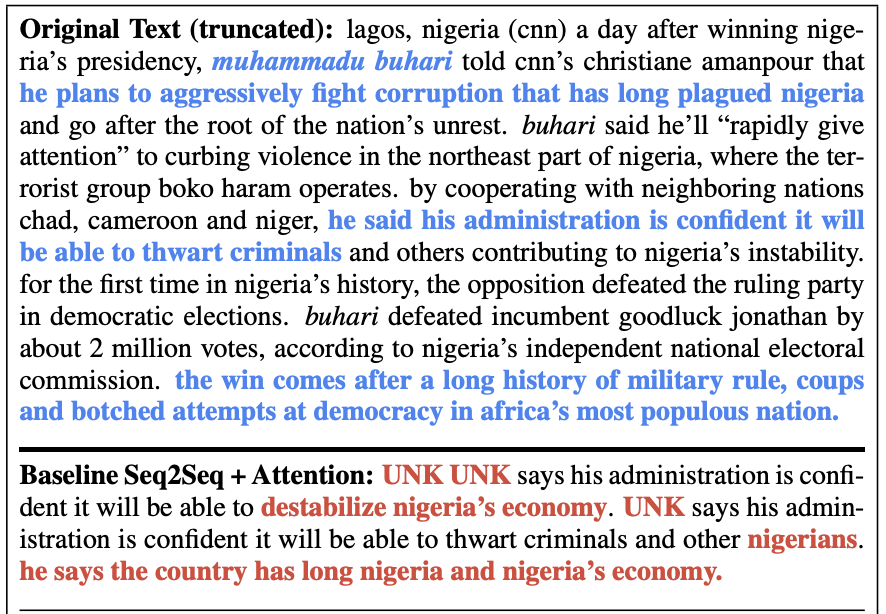 Original Text (truncated): lagos, nigeria (cnn) a day after winning nige-
ria’s presidency, muhammadu buhari told cnn’s christiane amanpour that
he plans to aggressively fight corruption that has long plagued nigeria
and go after the root of the nation’s unrest. buhari said he’ll “rapidly give
attention” to curbing violence in the northeast part of nigeria, where the ter-
rorist group boko haram operates. by cooperating with neighboring nations
chad, cameroon and niger, he said his administration is confident it will
be able to thwart criminals and others contributing to nigeria’s instability.
for the first time in nigeria’s history, the opposition defeated the ruling party
in democratic elections. buhari defeated incumbent goodluck jonathan by
about 2 million votes, according to nigeria’s independent national electoral
commission. the win comes after a long history of military rule, coups
and botched attempts at democracy in africa’s most populous nation.
Baseline Seq2Seq + Attention: UNK UNK says his administration is confi-
dent it will be able to destabilize nigeria’s economy. UNK says his admin-
istration is confident it will be able to thwart criminals and other nigerians.
he says the country has long nigeria and nigeria’s economy.